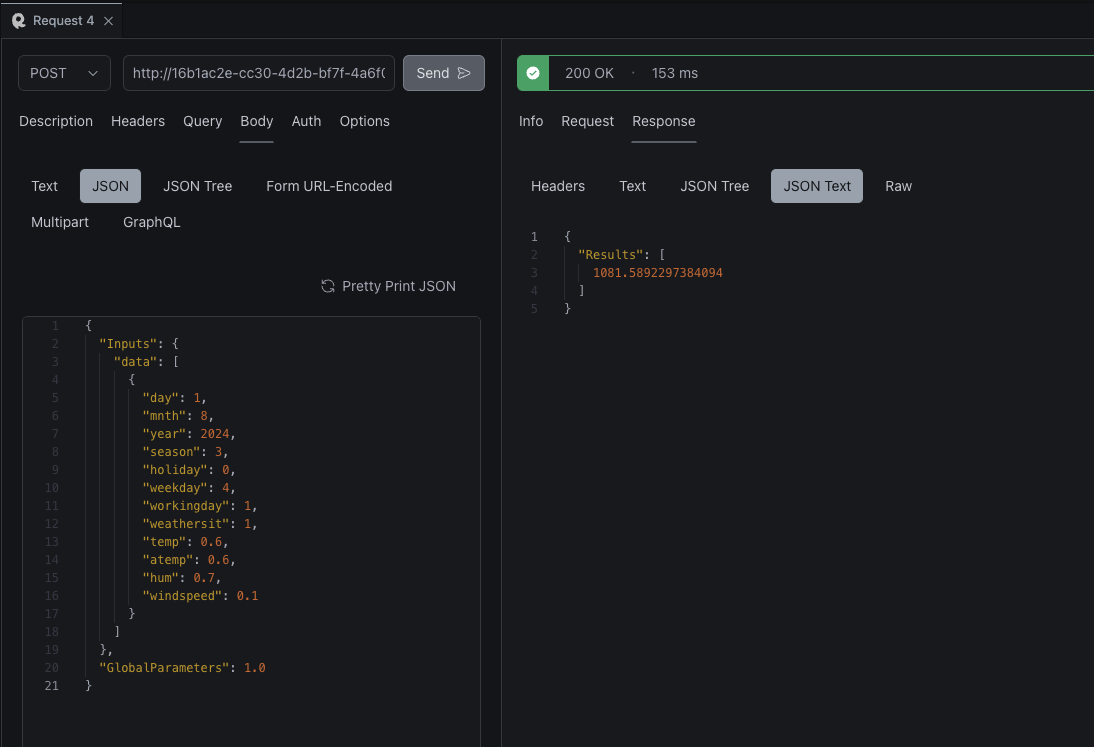 Request 4
POST
http://16b1ac2e-cc30-4d2b-bf7f-4a6f0
Send
Description Headers Query Body Auth Options
Text JSON JSON Tree Form URL-Encoded
Multipart GraphQL
Pretty Print JSON
1 {
2 "Inputs": {
3 "data": [
4 {
5 "day": 1,
6 "mnth": 8,
7 "year": 2024,
8 "season": 3,
9 "holiday": 0,
10 "weekday": 4,
11 "workingday": 1,
12 "weathersit": 1,
13 "temp": 0.6,
14 "atemp": 0.6,
15 "hum": 0.7,
16 "windspeed": 0.1
17 }
18 ]
19 },
20 "GlobalParameters": 1.0
21 }
200 OK · 153 ms
Info Request Response
Headers Text JSON Tree JSON Text Raw
1 {
2 "Results": [
3 1081.5892297384094
4 ]
5 }